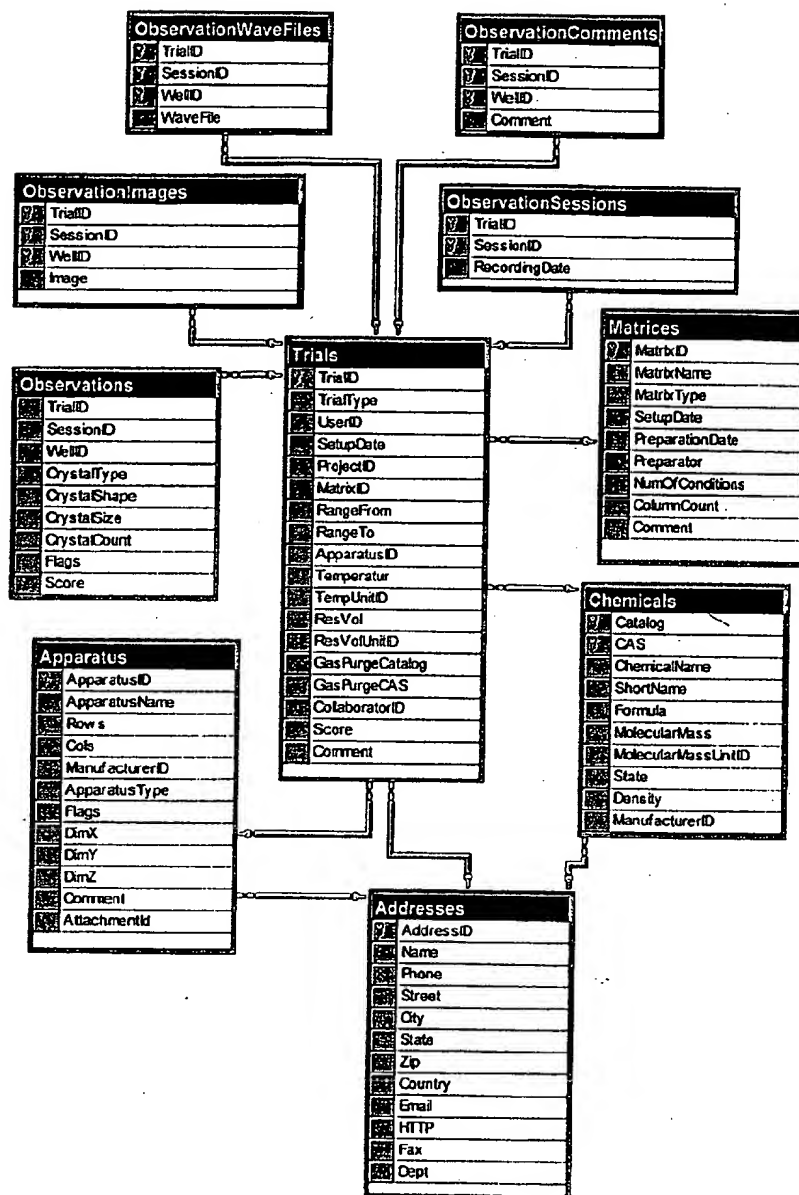 ObservationWaveFiles
TrialID
SessionID
WellID
WaveFile
ObservationComments
TrialID
SessionID
WellID
Comment
ObservationImages
TrialID
SessionID
WellID
Image
ObservationSessions
TrialID
SessionID
RecordingDate
Trials
TrialID
TrialType
UserID
SetupDate
ProjectID
MatrixID
RangeFrom
RangeTo
ApparatusID
Temperatur
TempUnitID
ResVol
ResVolUnitID
GasPurgeCatalog
GasPurgeCAS
CollaboratorID
Score
Comment
Matrices
MatrixID
MatrixName
MatrixType
SetupDate
PreparationDate
Preparator
NumOfConditions
ColumnCount
Comment
Observations
TrialID
SessionID
WellID
CrystalType
CrystalShape
CrystalSize
CrystalCount
Flags
Score
Chemicals
Catalog
CAS
ChemicalName
ShortName
Formula
MolecularMass
MolecularMassUnitID
State
Density
ManufacturerID
Apparatus
ApparatusID
ApparatusName
Rows
Cols
ManufacturerID
ApparatusType
Flags
DimX
DimY
DimZ
Comment
AttachmentId
Addresses
AddressID
Name
Phone
Street
City
State
Zip
Country
Email
HTTP
Fax
Dept